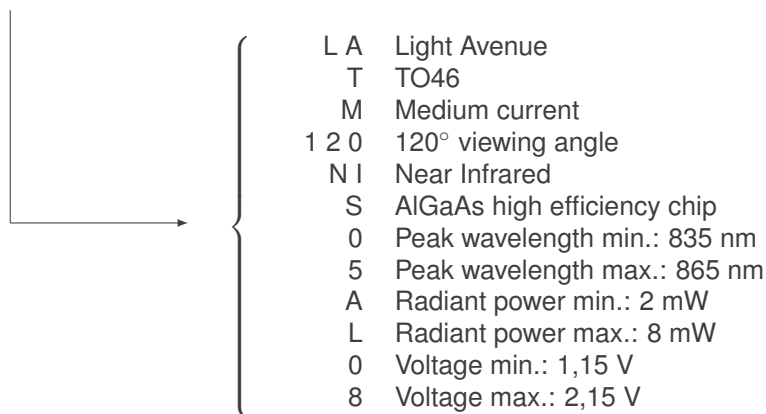 L A Light Avenue
T TO46
M Medium current
1 2 0 120° viewing angle
N I Near Infrared
S AlGaAs high efficiency chip
0 Peak wavelength min.: 835 nm
5 Peak wavelength max.: 865 nm
A Radiant power min.: 2 mW
L Radiant power max.: 8 mW
0 Voltage min.: 1,15 V
8 Voltage max.: 2,15 V